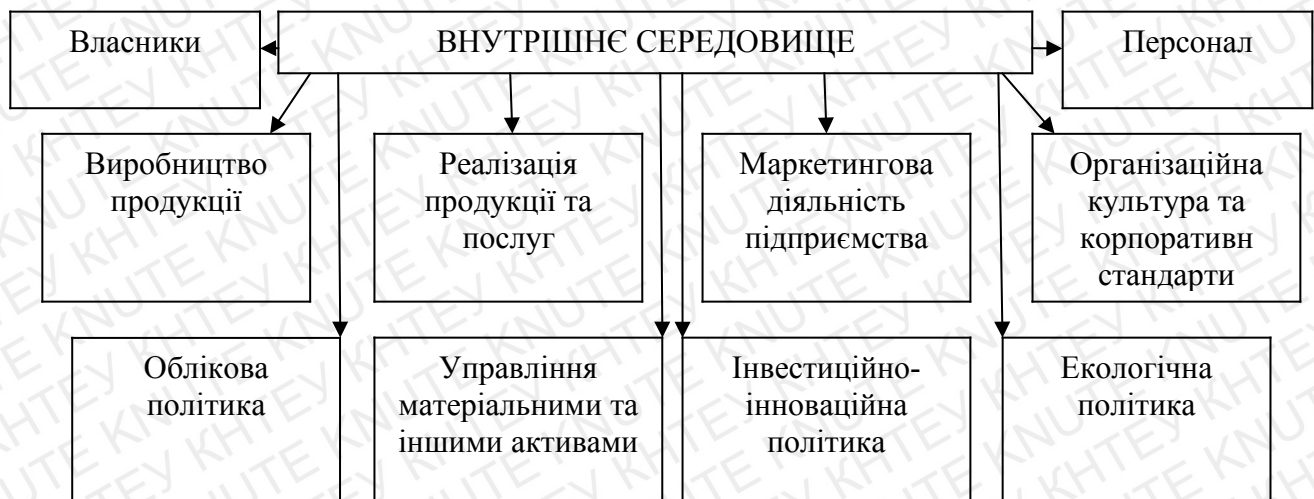 Власники
ВНУТРІШНЄ СЕРЕДОВИЩЕ
Персонал
Виробництво
продукції
Реалізація
продукції та
послуг
Маркетингова
діяльність
підприємства
Організаційна
культура та
корпоративн
стандарти
Облікова
політика
Управління
матеріальними та
іншими активами
Інвестиційно-
інноваційна
політика
Екологічна
політика